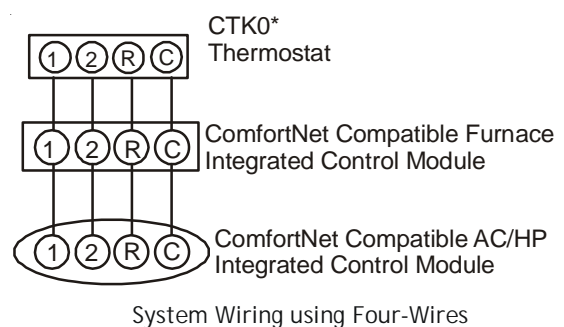 CTK0*
Thermostat
1 2 R C
ComfortNet Compatible Furnace
Integrated Control Module
1 2 R C
ComfortNet Compatible AC/HP
Integrated Control Module
1 2 R C
System Wiring using Four-Wires